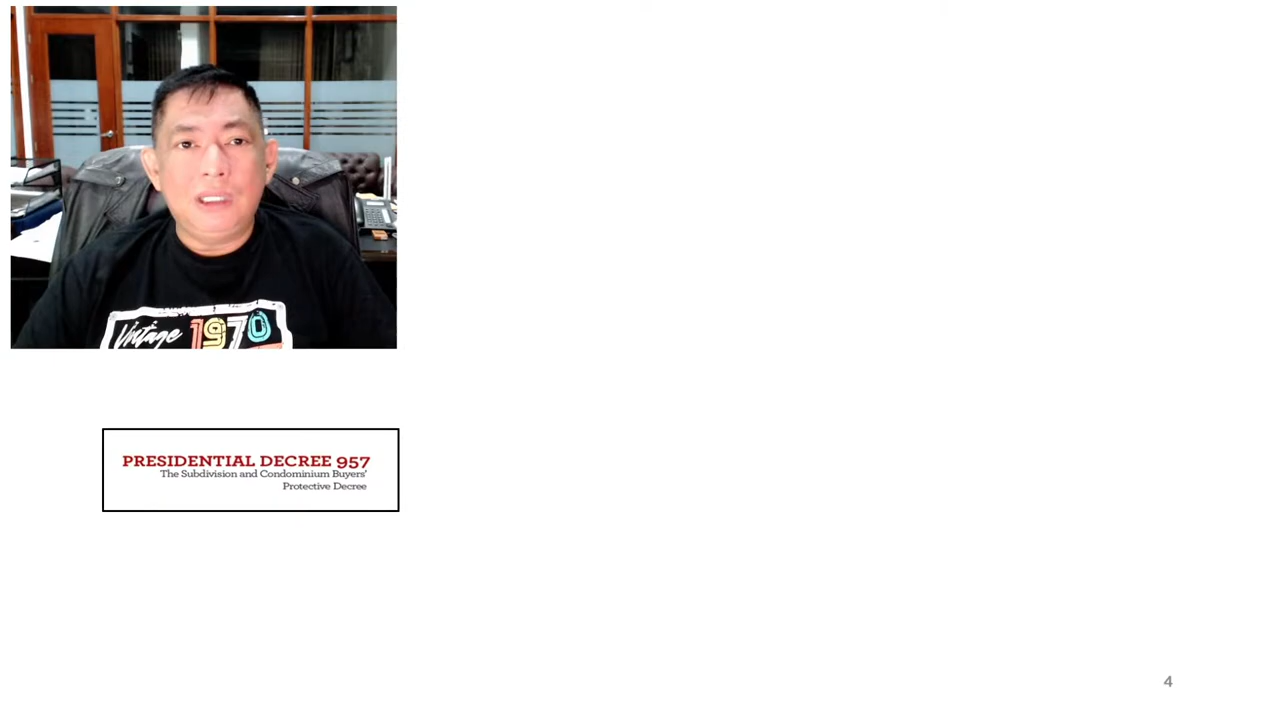 Vintage 1970
PRESIDENTIAL DECREE 957
The Subdivision and Condominium Buyers'
Protective Decree
4